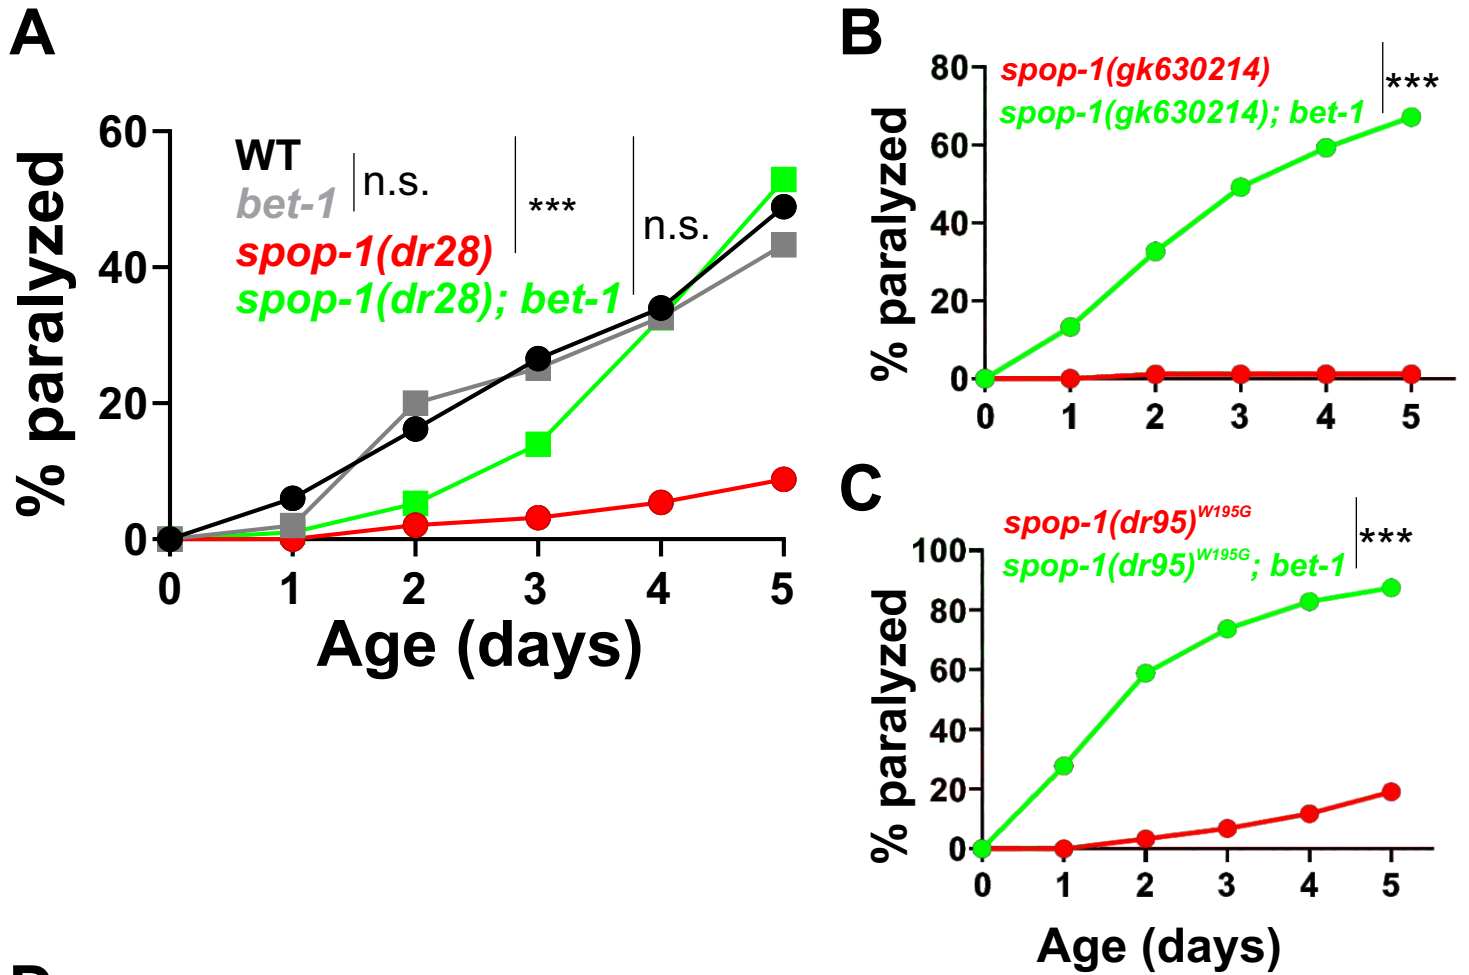 A
% paralyzed
60
40
20
0
WT
bet-1
n.s.
spop-1(dr28)
***
spop-1(dr28); bet-1
n.s.
0 1 2 3 4 5
Age (days)
B
% paralyzed
80
60
40
20
0
spop-1(gk630214)
spop-1(gk630214); bet-1
***
0 1 2 3 4 5
C
% paralyzed
100
80
60
40
20
0
spop-1(dr95)W195G
spop-1(dr95)W195G; bet-1
***
0 1 2 3 4 5
Age (days)